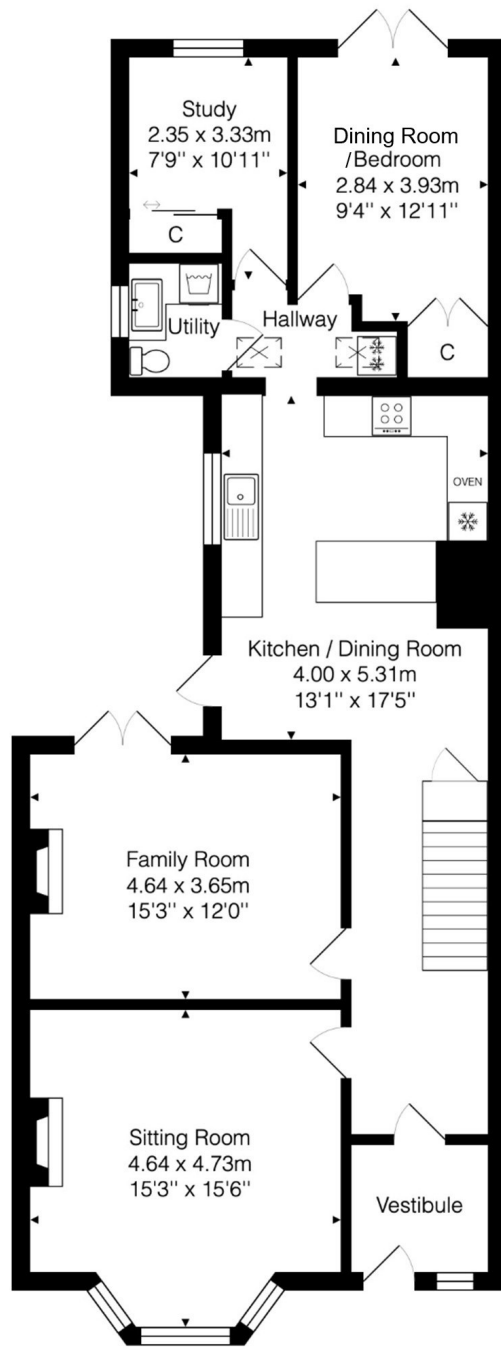 Study
2.35 x 3.33m
7'9'' x 10'11''
C
Dining Room
/Bedroom
2.84 x 3.93m
9'4'' x 12'11''
C
Utility
Hallway
OVEN
Kitchen / Dining Room
4.00 x 5.31m
13'1'' x 17'5''
Family Room
4.64 x 3.65m
15'3'' x 12'0''
Sitting Room
4.64 x 4.73m
15'3'' x 15'6''
Vestibule